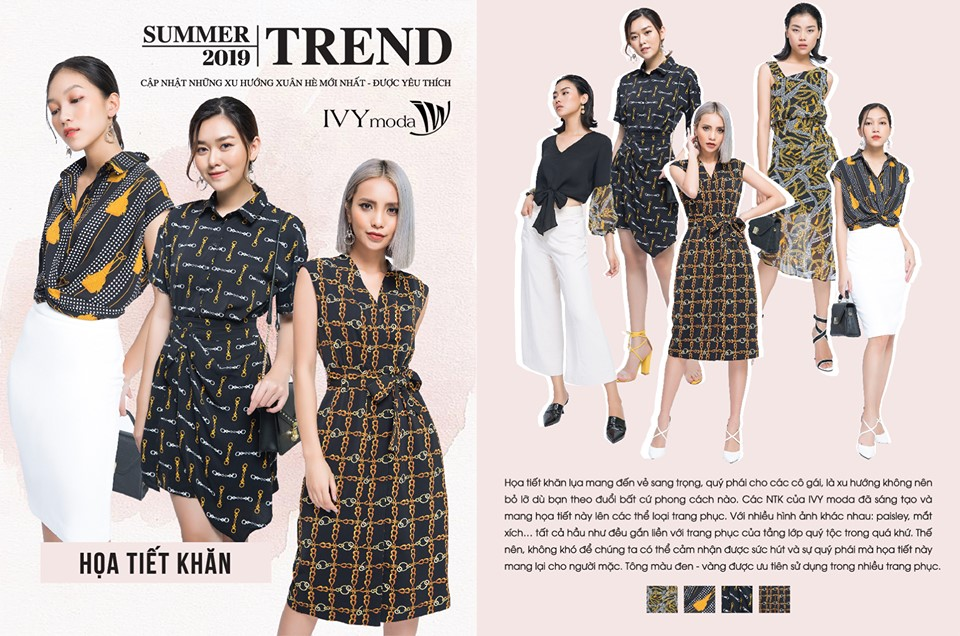 SUMMER
2019
TREND
CẬP NHẬT NHỮNG XU HƯỚNG XUÂN HÈ MỚI NHẤT - ĐƯỢC YÊU THÍCH
IVY moda
HỌA TIẾT KHĂN
Họa tiết khăn lụa mang đến vẻ sang trọng, quý phái cho các cô gái, là xu hướng không nên
bỏ lỡ dù bạn theo đuổi bất cứ phong cách nào. Các NTK của IVY moda đã sáng tạo và
mang họa tiết này lên các thể loại trang phục. Với nhiều hình ảnh khác nhau: paisley, mắt
xích... tất cả hầu như đều gắn liền với trang phục của tầng lớp quý tộc trong quá khứ. Thế
nên, không khó để chúng ta có thể cảm nhận được sức hút và sự quý phái mà họa tiết này
mang lại cho người mặc. Tông màu đen - vàng được ưu tiên sử dụng trong nhiều trang phục.